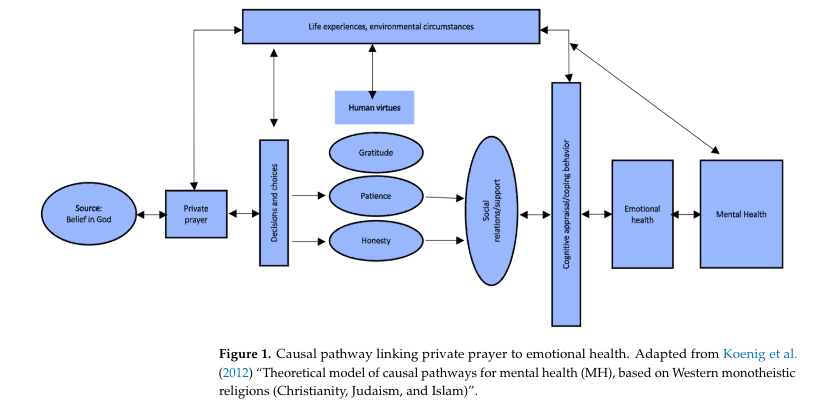 Life experiences, environmental circumstances
Human virtues
Gratitude
Patience
Honesty
Source:
Belief in God
Private
prayer
Decisions and choices
Social
relations/support
Cognitive appraisal/coping behavior
Emotional
health
Mental Health
Figure 1. Causal pathway linking private prayer to emotional health. Adapted from Koenig et al.
(2012) “Theoretical model of causal pathways for mental health (MH), based on Western monotheistic
religions (Christianity, Judaism, and Islam)”.